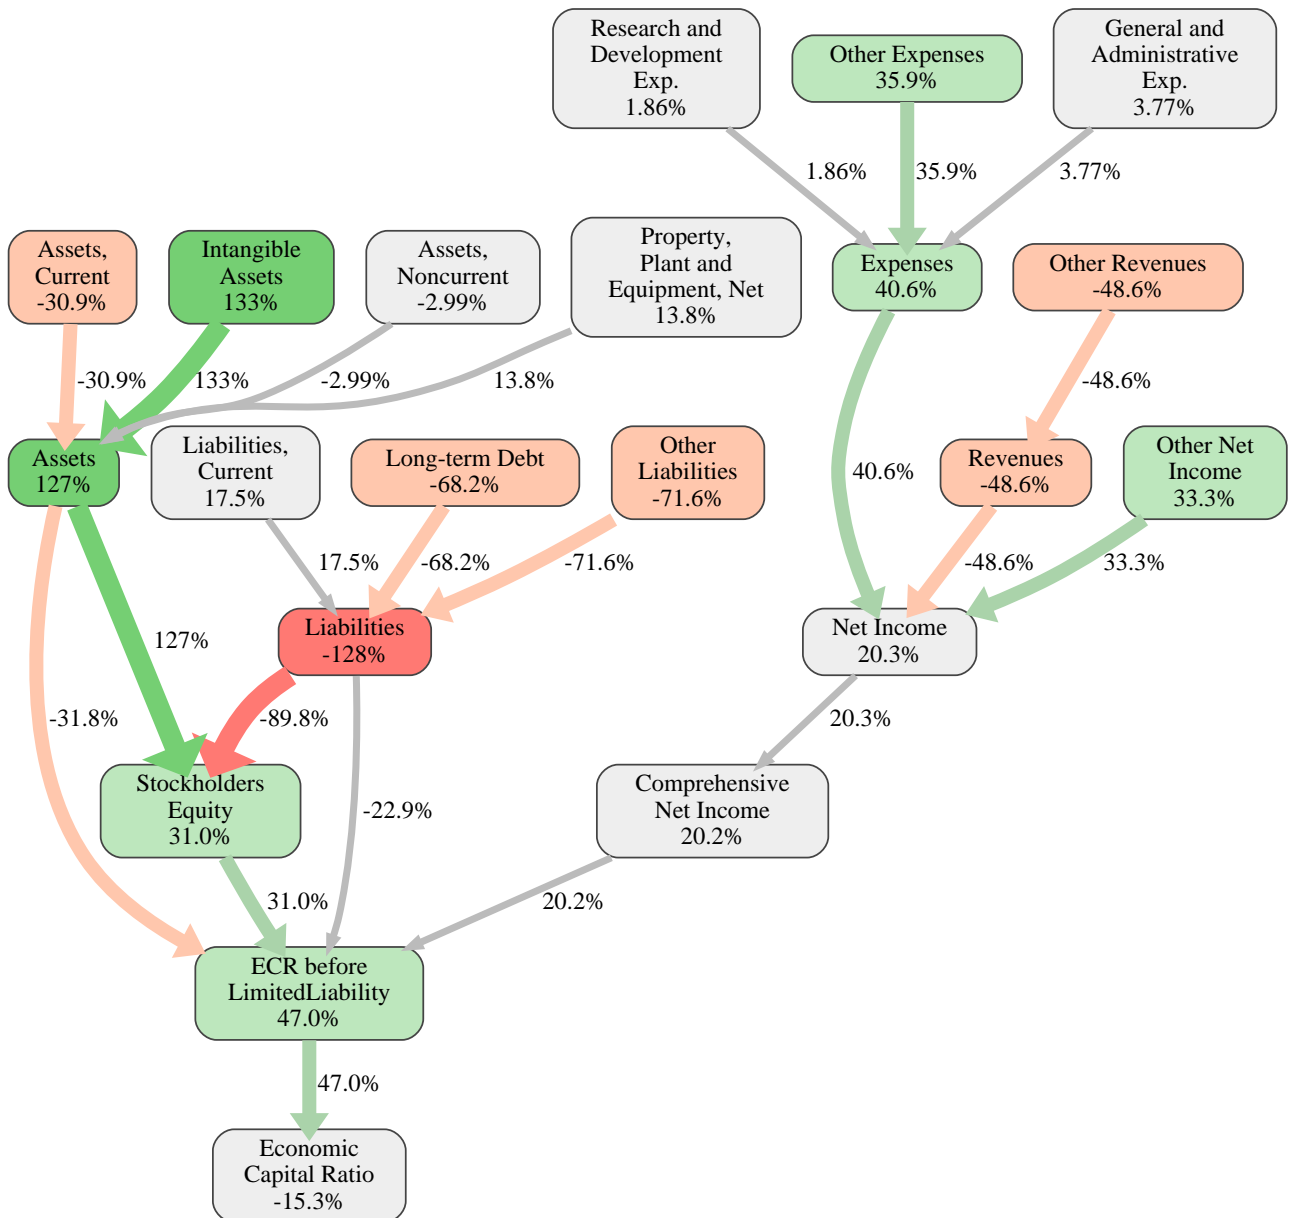 Research and
Development
Exp.
1.86%
Other Expenses
35.9%
General and
Administrative
Exp.
3.77%
1.86%
35.9%
3.77%
Assets,
Current
-30.9%
Intangible
Assets
133%
Assets,
Noncurrent
-2.99%
Property,
Plant and
Equipment, Net
13.8%
Expenses
40.6%
Other Revenues
-48.6%
-30.9%
133%
-2.99%
13.8%
-48.6%
Assets
127%
Liabilities,
Current
17.5%
Long-term Debt
-68.2%
Other
Liabilities
-71.6%
40.6%
Revenues
-48.6%
Other Net
Income
33.3%
17.5%
-68.2%
-71.6%
-48.6%
33.3%
127%
Liabilities
-128%
Net Income
20.3%
-31.8%
-89.8%
20.3%
Stockholders
Equity
31.0%
-22.9%
Comprehensive
Net Income
20.2%
31.0%
20.2%
ECR before
LimitedLiability
47.0%
47.0%
Economic
Capital Ratio
-15.3%